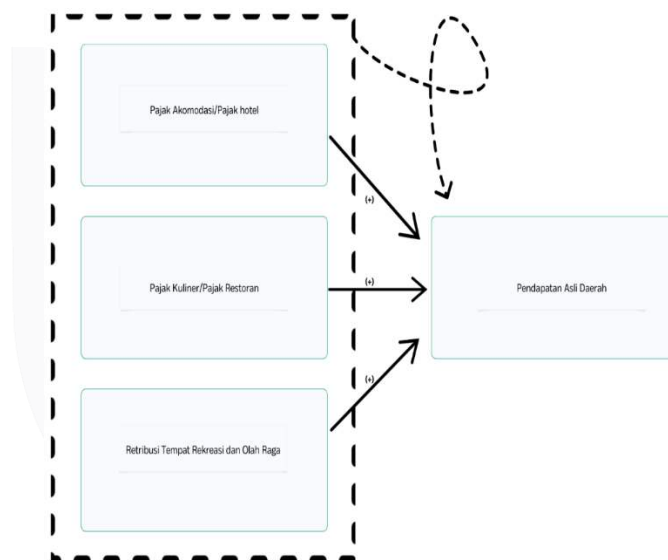 Pajak Akomodasi/Pajak hotel
(+)
Pajak Kuliner/Pajak Restoran
(+)
Pendapatan Asli Daerah
(+)
Retribusi Tempat Rekreasi dan Olah Raga